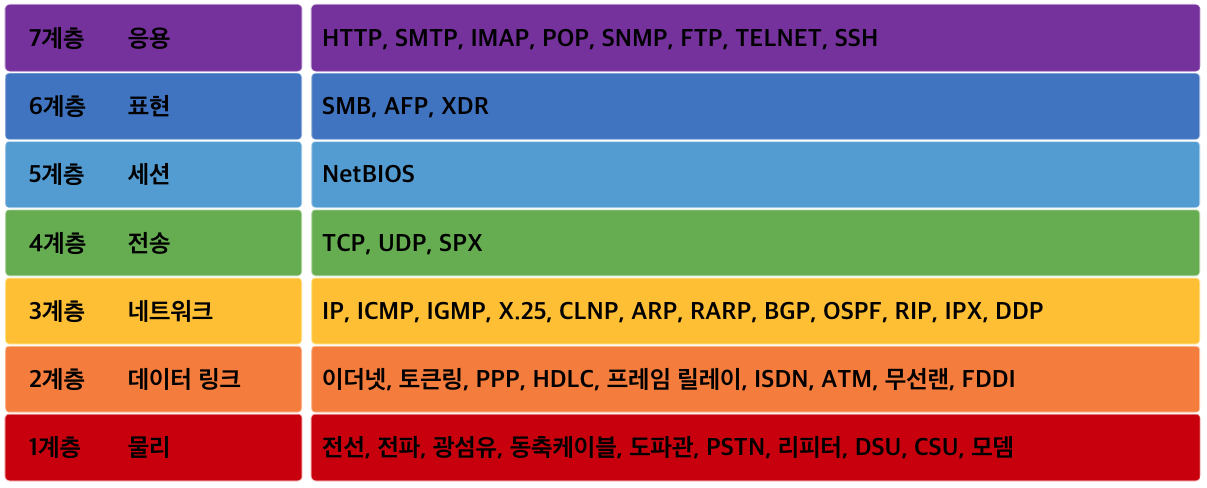 7계층 응용 HTTP, SMTP, IMAP, POP, SNMP, FTP, TELNET, SSH
6계층 표현 SMB, AFP, XDR
5계층 세션 NetBIOS
4계층 전송 TCP, UDP, SPX
3계층 네트워크 IP, ICMP, IGMP, X.25, CLNP, ARP, RARP, BGP, OSPF, RIP, IPX, DDP
2계층 데이터 링크 이더넷, 토큰링, PPP, HDLC, 프레임 릴레이, ISDN, ATM, 무선랜, FDDI
1계층 물리 전선, 전파, 광섬유, 동축케이블, 도파관, PSTN, 리피터, DSU, CSU, 모뎀